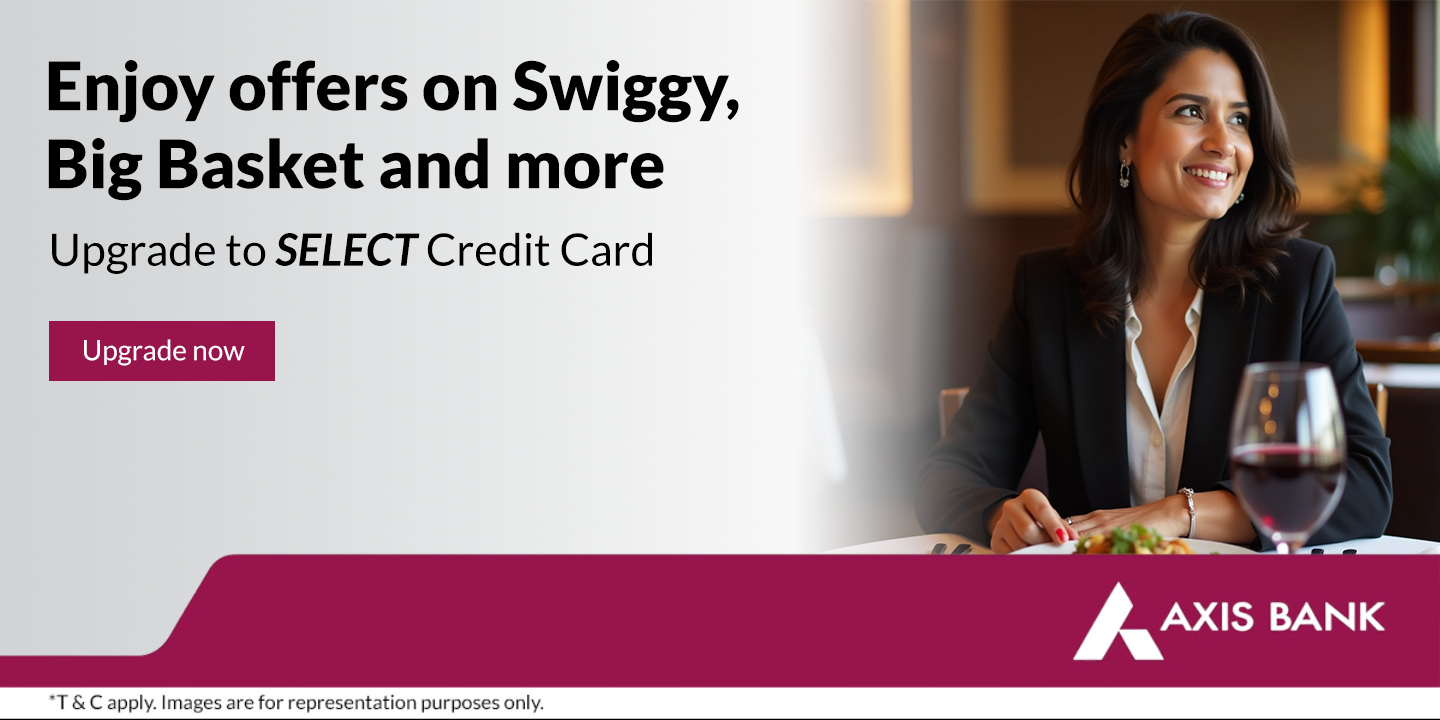 Enjoy offers on Swiggy,
Big Basket and more
Upgrade to SELECT Credit Card
Upgrade now
AXIS BANK
*T & C apply. Images are for representation purposes only.